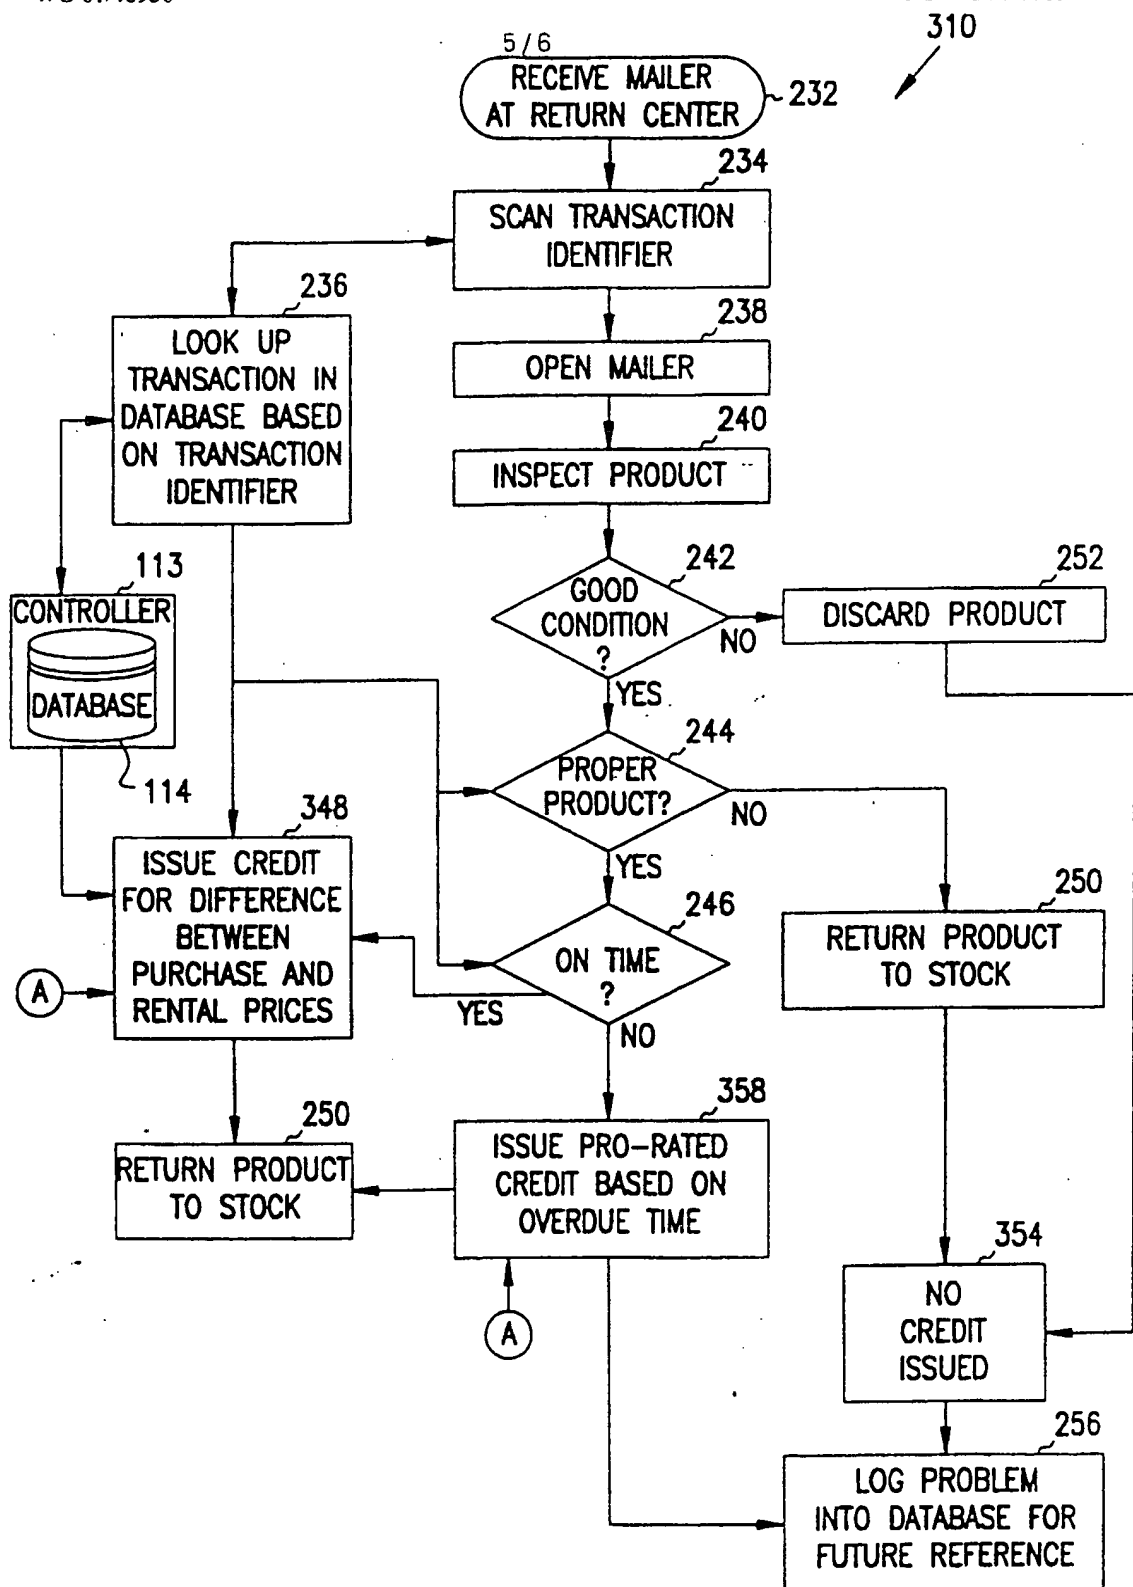 310
5/6
RECEIVE MAILER
AT RETURN CENTER
232
234
SCAN TRANSACTION
IDENTIFIER
236
LOOK UP
TRANSACTION IN
DATABASE BASED
ON TRANSACTION
IDENTIFIER
238
OPEN MAILER
240
INSPECT PRODUCT
242
GOOD
CONDITION
?
NO
YES
252
DISCARD PRODUCT
113
CONTROLLER
DATABASE
114
244
PROPER
PRODUCT?
NO
YES
348
ISSUE CREDIT
FOR DIFFERENCE
BETWEEN
PURCHASE AND
RENTAL PRICES
A
246
ON TIME
?
YES
NO
250
RETURN PRODUCT
TO STOCK
250
RETURN PRODUCT
TO STOCK
358
ISSUE PRO-RATED
CREDIT BASED ON
OVERDUE TIME
A
354
NO
CREDIT
ISSUED
256
LOG PROBLEM
INTO DATABASE FOR
FUTURE REFERENCE